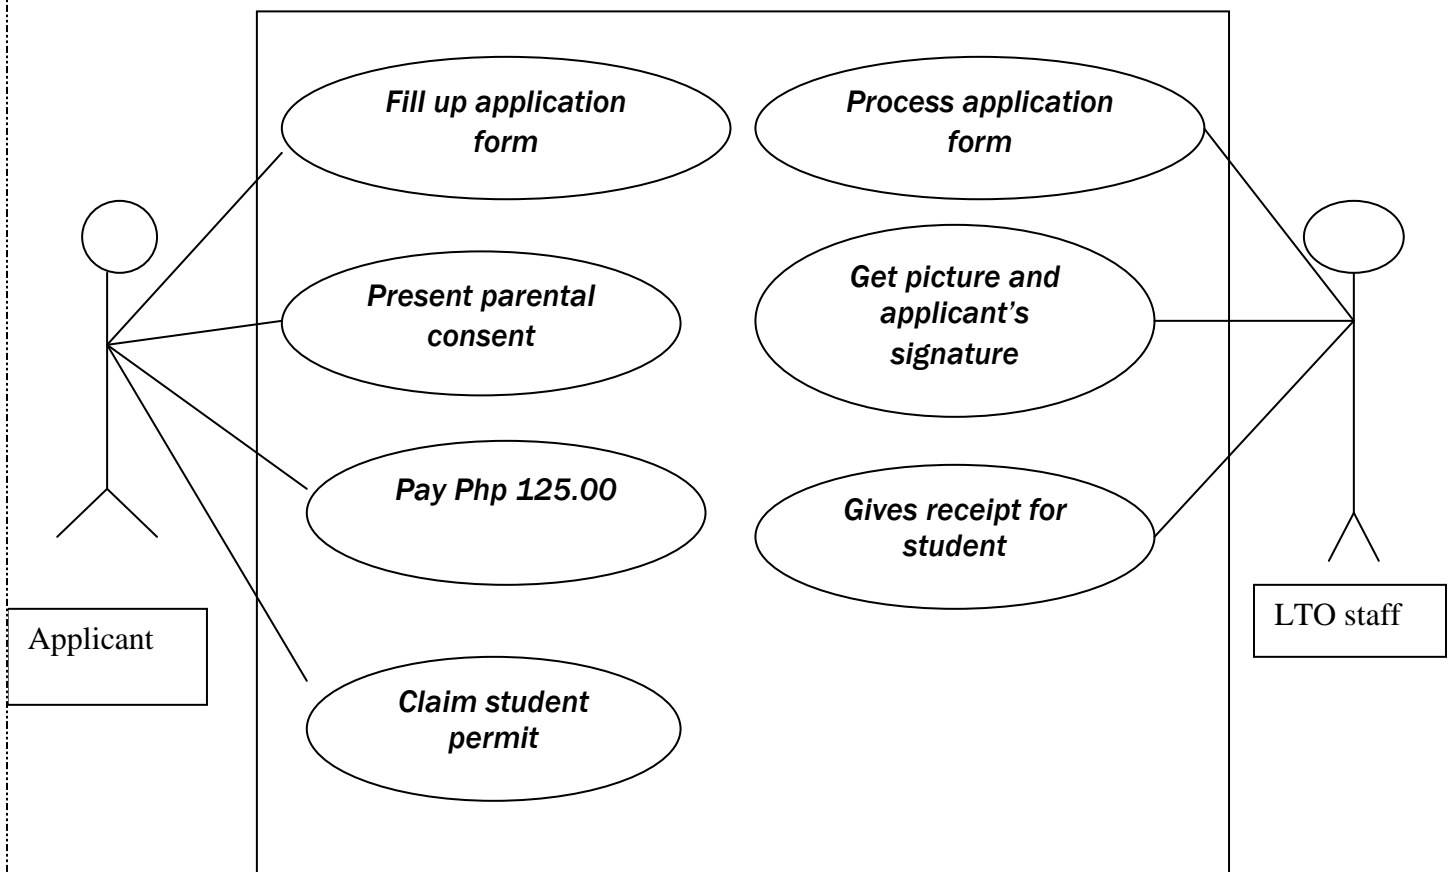 Fill up application
form
Process application
form
Present parental
consent
Get picture and
applicant’s
signature
Pay Php 125.00
Gives receipt for
student
Applicant
LTO staff
Claim student
permit